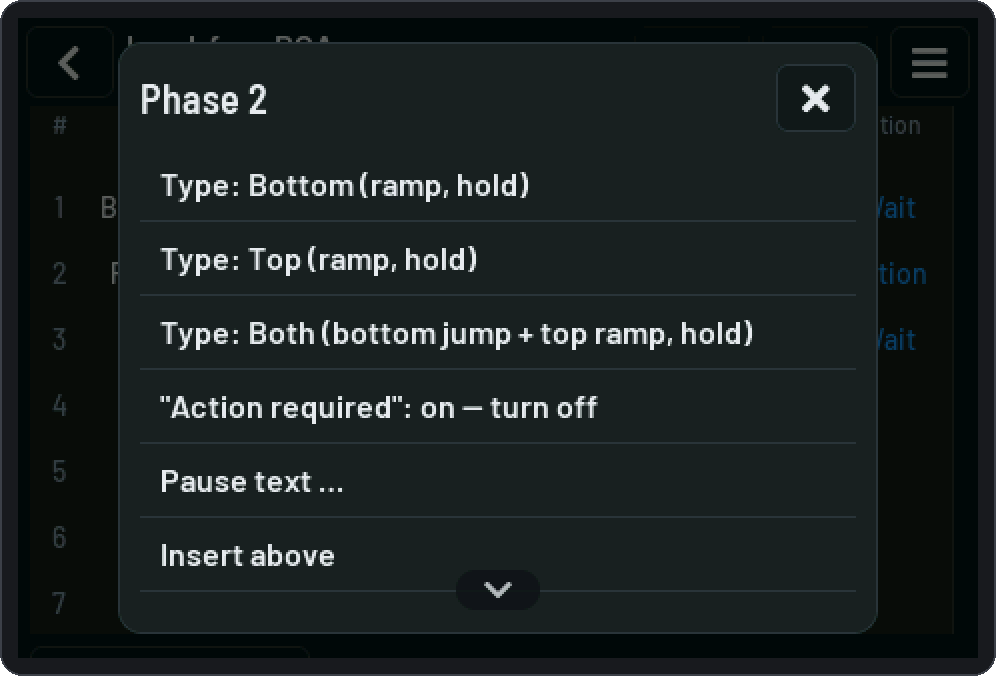 Phase 2
#
tion
Type: Bottom (ramp, hold)
1
B
Wait
Type: Top (ramp, hold)
2
tion
Type: Both (bottom jump + top ramp, hold)
3
Wait
"Action required": on — turn off
4
5
Pause text ...
6
Insert above
7